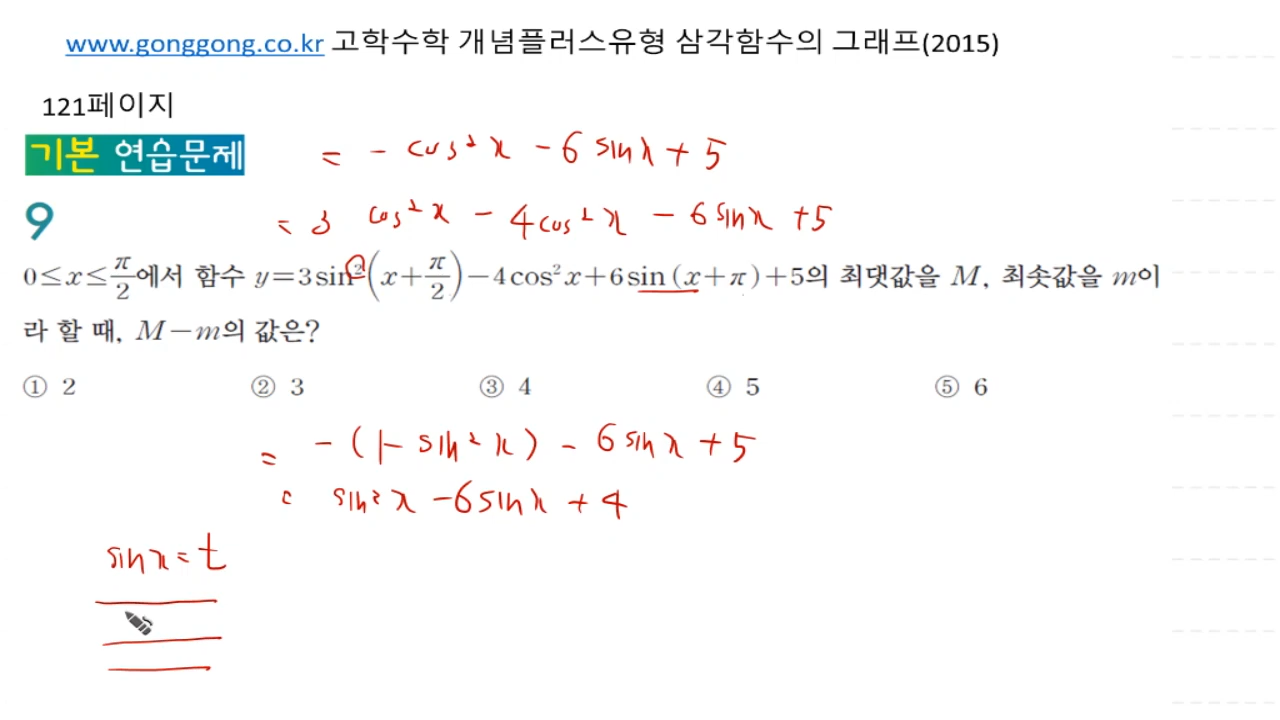 www.gonggong.co.kr 고학수학 개념플러스유형 삼각함수의 그래프(2015)
121페이지
기본 연습문제
= - cos²x - 6 sinx + 5
9
= 3 cos²x - 4cos²x - 6sinx + 5
0≤x≤π/2에서 함수 y=3sin²(x+π/2)-4cos²x+6sin(x+π)+5의 최댓값을 M, 최솟값을 m이
라 할 때, M-m의 값은?
① 2 ② 3 ③ 4 ④ 5 ⑤ 6
= -(1-sin²x) - 6sinx + 5
= sin²x - 6sinx + 4
sinx = t